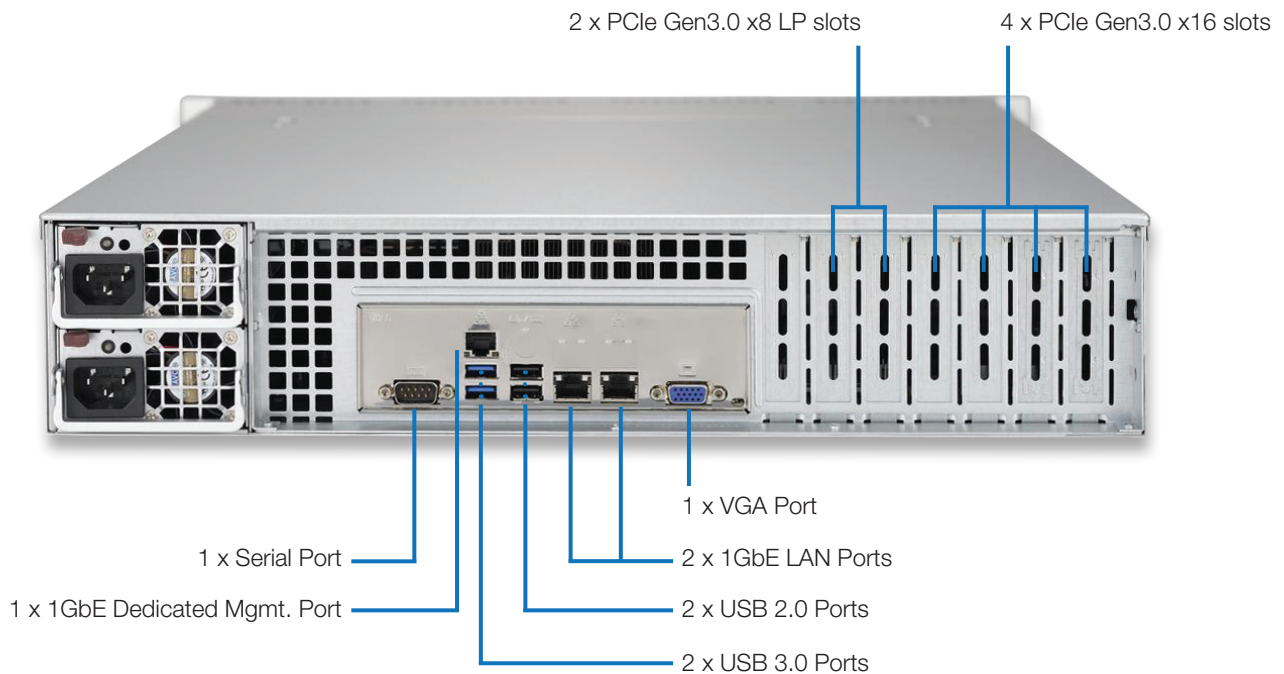 2 x PCIe Gen3.0 x8 LP slots
4 x PCIe Gen3.0 x16 slots
1 x VGA Port
1 x Serial Port
2 x 1GbE LAN Ports
1 x 1GbE Dedicated Mgmt. Port
2 x USB 2.0 Ports
2 x USB 3.0 Ports